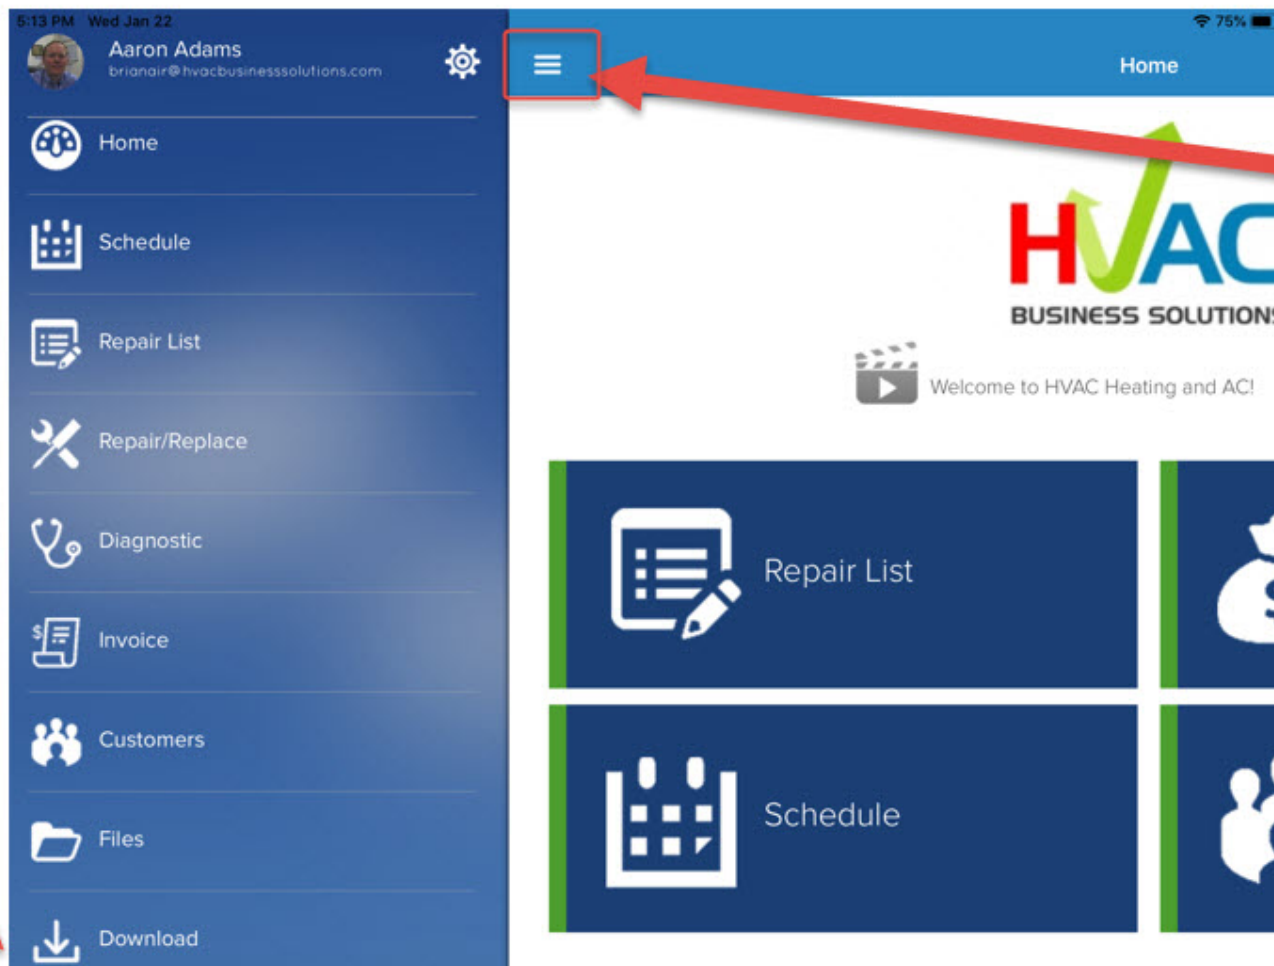 5:13 PM Wed Jan 22
75%
Aaron Adams
brianair@hvacbusinesssolutions.com
Home
Home
Schedule
Repair List
Repair/Replace
Diagnostic
Invoice
Customers
Files
Download
HVAC
BUSINESS SOLUTIONS
Welcome to HVAC Heating and AC!
Repair List
$
Schedule